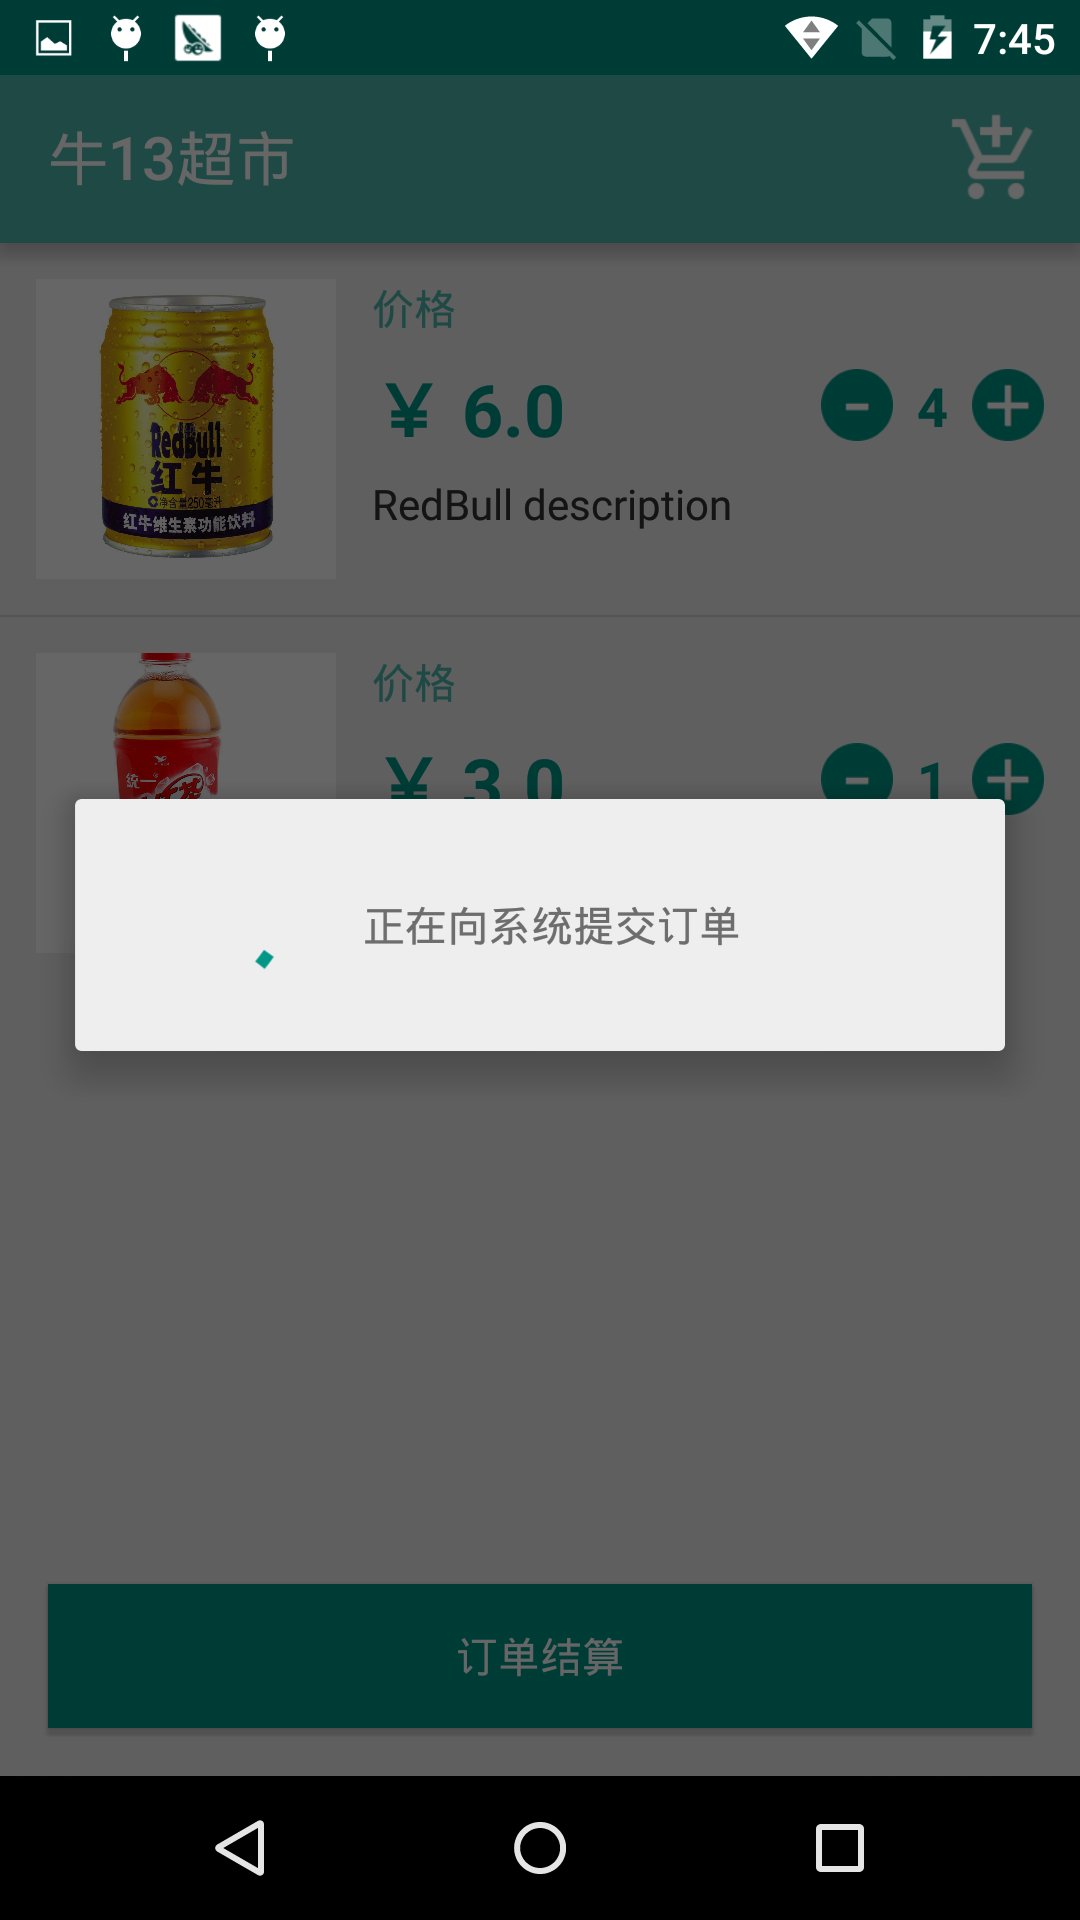 7:45
牛13超市
价格
¥ 6.0
- 4 +
RedBull description
RedBull
红牛
净含量250毫升
红牛维生素功能饮料
价格
¥ 3.0
- 1 +
统一
正在向系统提交订单
订单结算